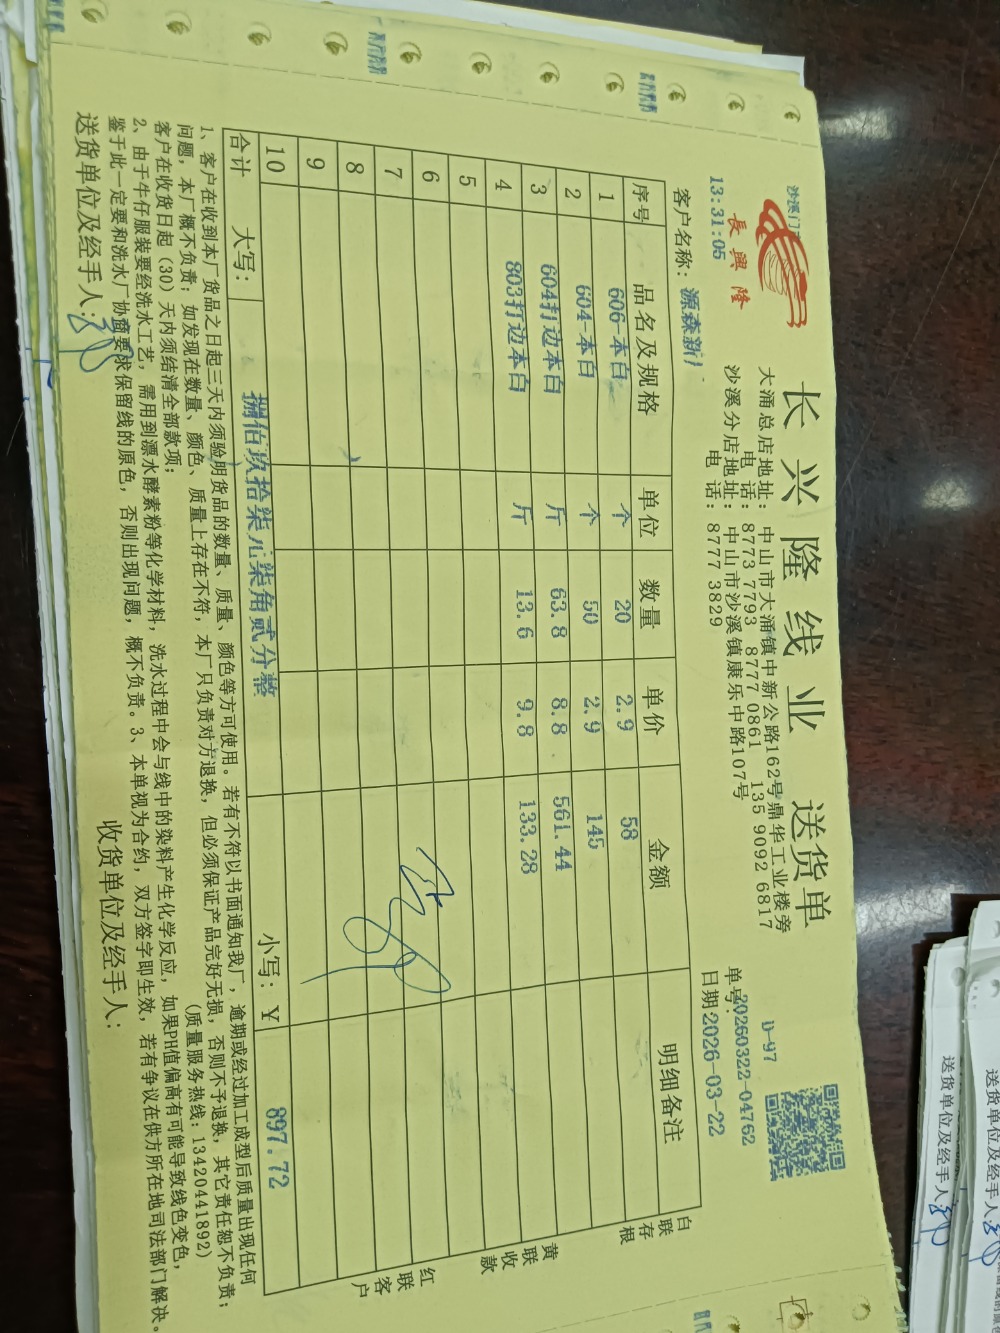 沙溪门
長興隆
长兴隆线业 送货单
大涌总店地址：中山市大涌镇中新公路162号鼎华工业楼旁
电 话：8773 7793 8777 0861 135 9092 6817
沙溪分店地址：中山市沙溪镇康乐中路107号
电 话：8777 3829
D-97
单号：20260322-04762
日期2026-03-22
13:31:05
客户名称：源森新厂
序号 品名及规格 单位 数量 单价 金额 明细备注
1 606-本白 个 20 2.9 58
2 604-本白 个 50 2.9 145
3 604打边本白 斤 63.8 8.8 561.44
4 803打边本白 斤 13.6 9.8 133.28
5
6
7
8
9
10
合计 大写：捌佰玖拾柒元柒角贰分整 小写：￥ 897.72
白联存根
黄联收款
红联客户
1、客户在收到本厂货品之日起三天内须验明货品的数量、质量、颜色等方可使用。若有不符以书面通知我厂，逾期或经过加工成型后质量出现任何
问题，本厂概不负责；如发现在数量、颜色、质量上存在不符，本厂只负责对方退换，但必须保证产品完好无损，否则不予退换，其它责任恕不负责；
客户在收货日起（30）天内须结清全部款项； （质量服务热线：13420441892）
2、由于牛仔服装要经洗水工艺，需用到漂水酵素粉等化学材料，洗水过程中会与线中的染料产生化学反应，如果PH值偏高有可能导致线色变色，
鉴于此一定要和洗水厂协商要求保留线的原色，否则出现问题，概不负责。3、本单视为合约，双方签字即生效，若有争议在供方所在地司法部门解决。
送货单位及经手人： 收货单位及经手人：
送货单位及经手人
送货单位及经手人